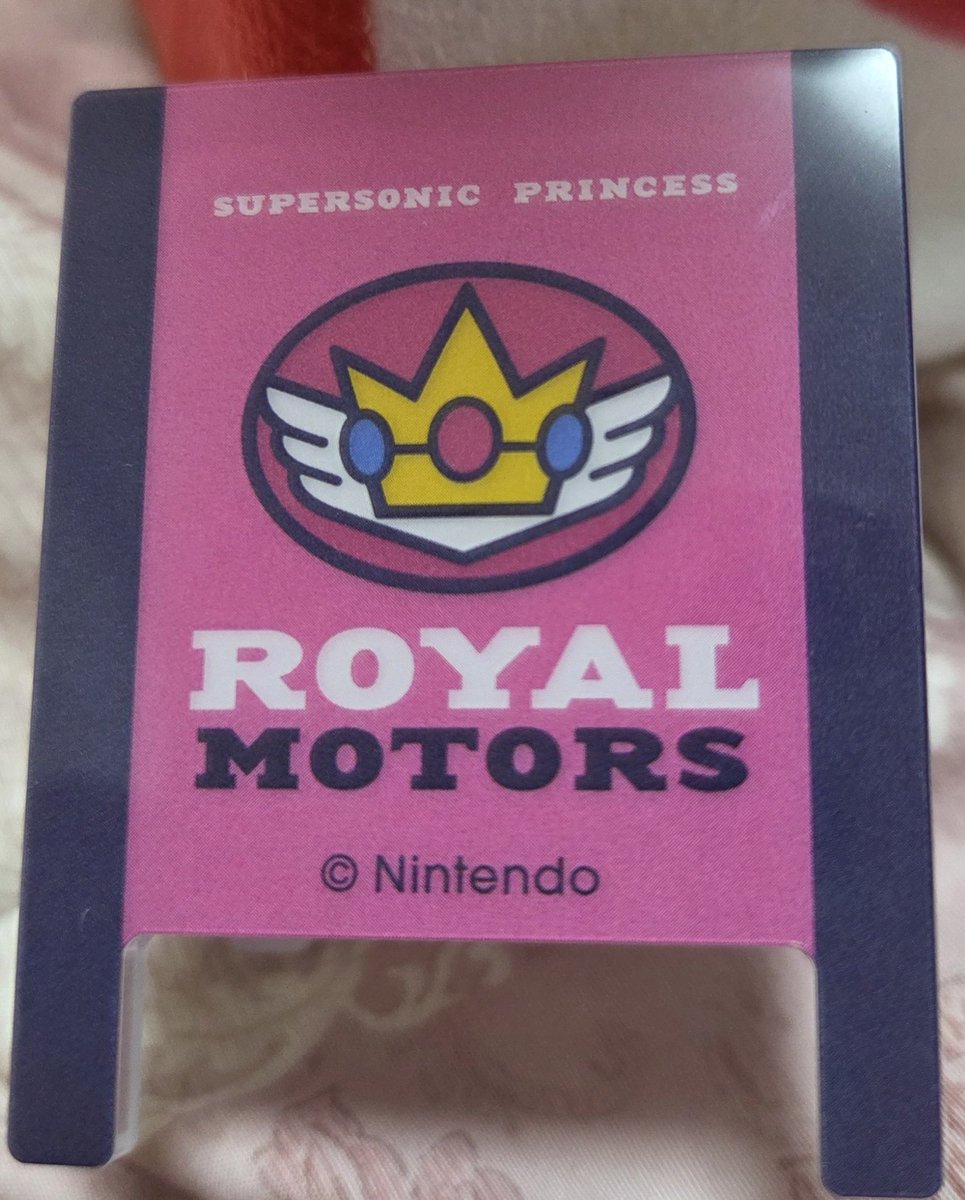 SUPERSONIC PRINCESS
ROYAL
MOTORS
© Nintendo